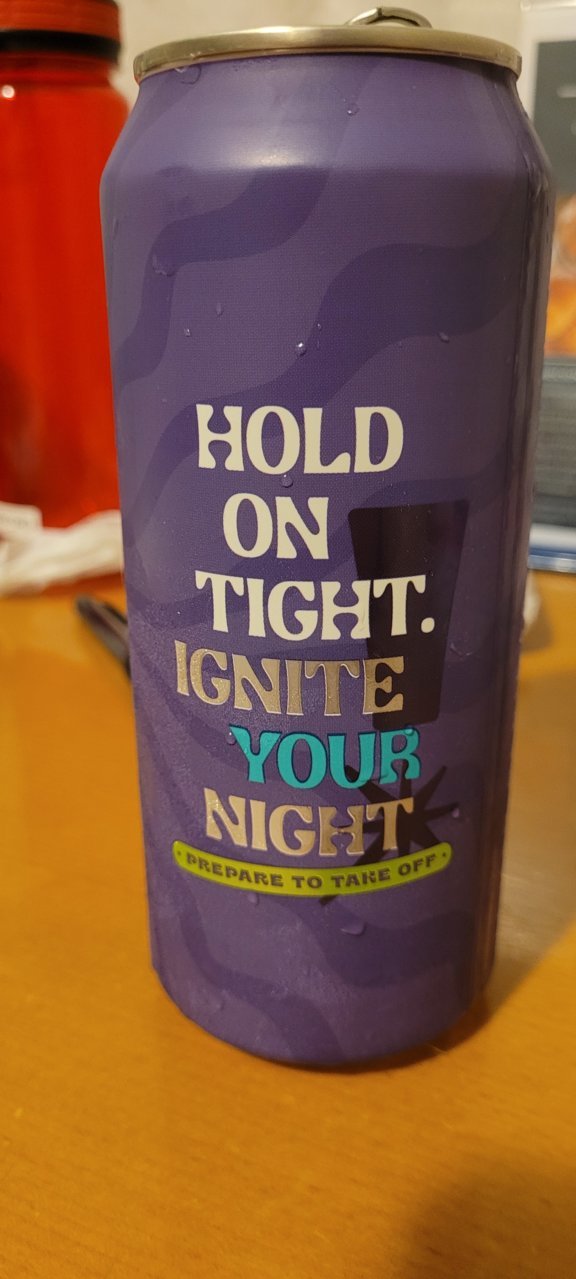 HOLD
ON
TIGHT.
IGNITE
YOUR
NIGHT
· PREPARE TO TAKE OFF ·